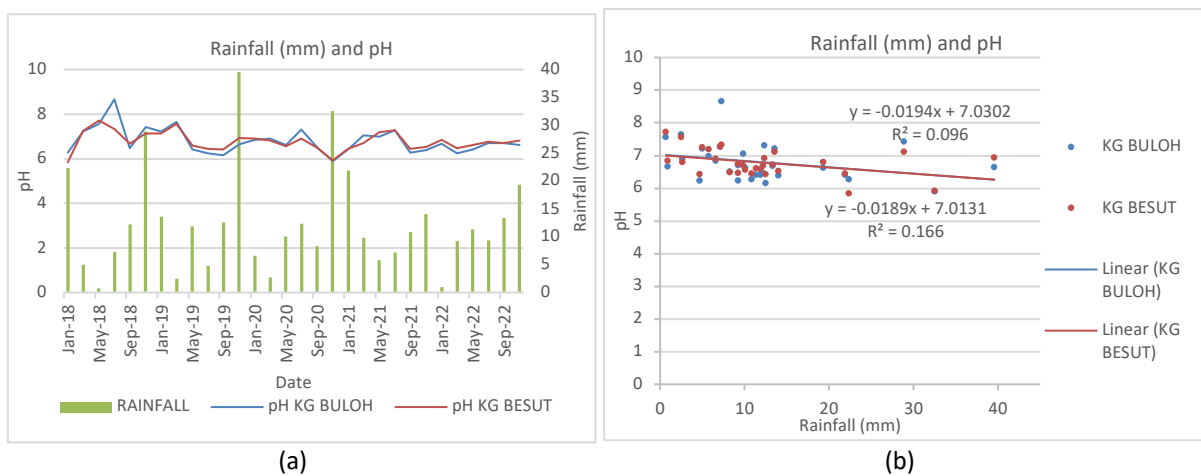 Rainfall (mm) and pH
10
8
6
4
2
0
pH
40
35
30
25
20
15
10
5
0
Rainfall (mm)
Jan-18
May-18
Sep-18
Jan-19
May-19
Sep-19
Jan-20
May-20
Sep-20
Jan-21
May-21
Sep-21
Jan-22
May-22
Sep-22
Date
RAINFALL
pH KG BULOH
pH KG BESUT
(a)
Rainfall (mm) and pH
10
9
8
7
6
5
4
3
2
1
0
pH
y = -0.0194x + 7.0302
R² = 0.096
y = -0.0189x + 7.0131
R² = 0.166
0
10
20
30
40
Rainfall (mm)
KG BULOH
KG BESUT
Linear (KG
BULOH)
Linear (KG
BESUT)
(b)